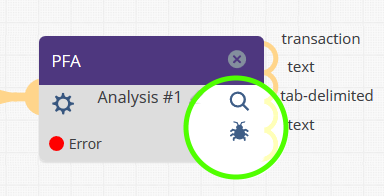 PFA
Analysis #1
Error
transaction
text
tab-delimited
text